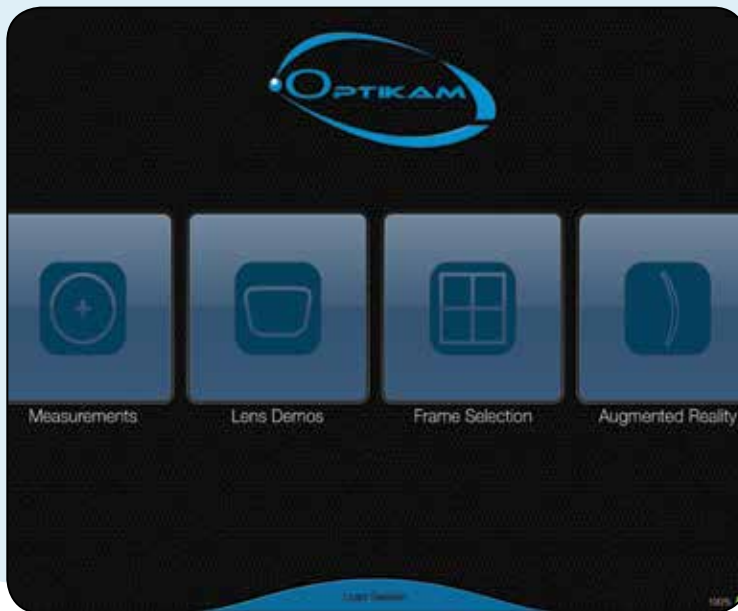 OPTIKAM
Measurements
Lens Demos
Frame Selection
Augmented Reality